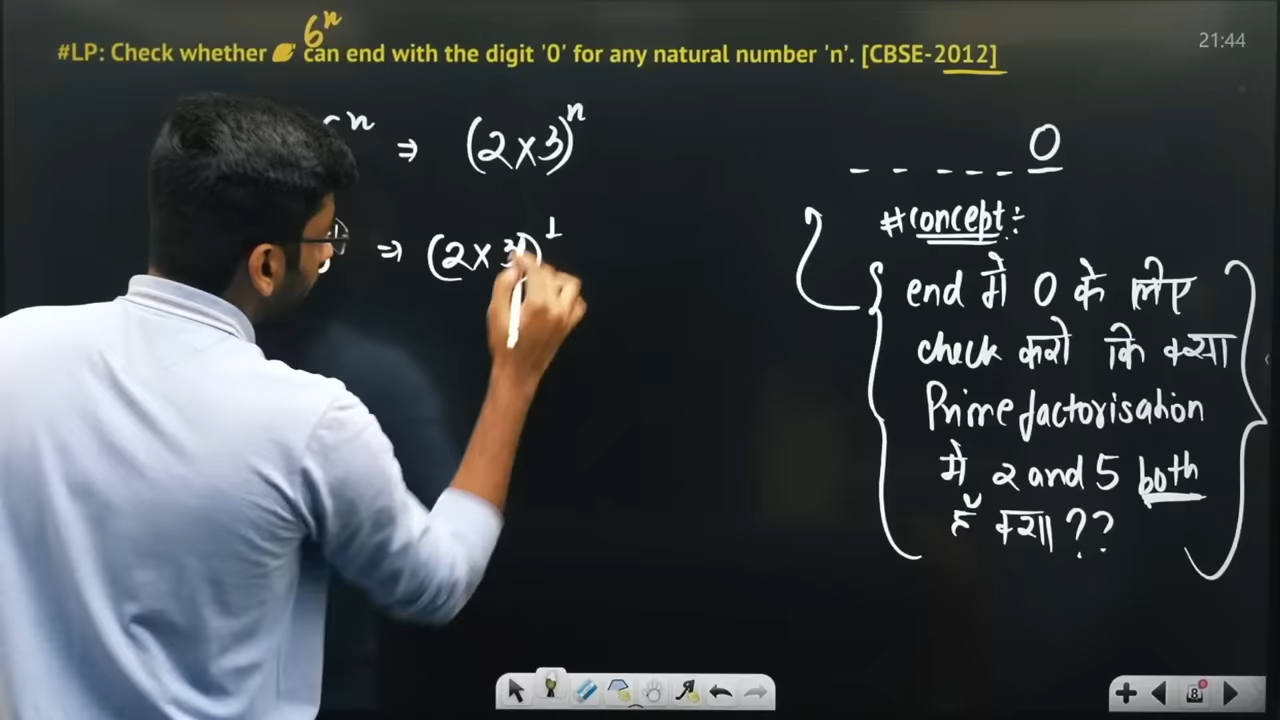 6ⁿ
#LP: Check whether can end with the digit '0' for any natural number 'n'. [CBSE-2012]
21:44
n ⇒ (2×3)ⁿ
⇒ (2×3)¹
_ _ _ _ _ 0
#concept:
end में 0 के लिए
check करो कि क्या
Prime factorisation
में 2 and 5 both
हैं क्या ??
8